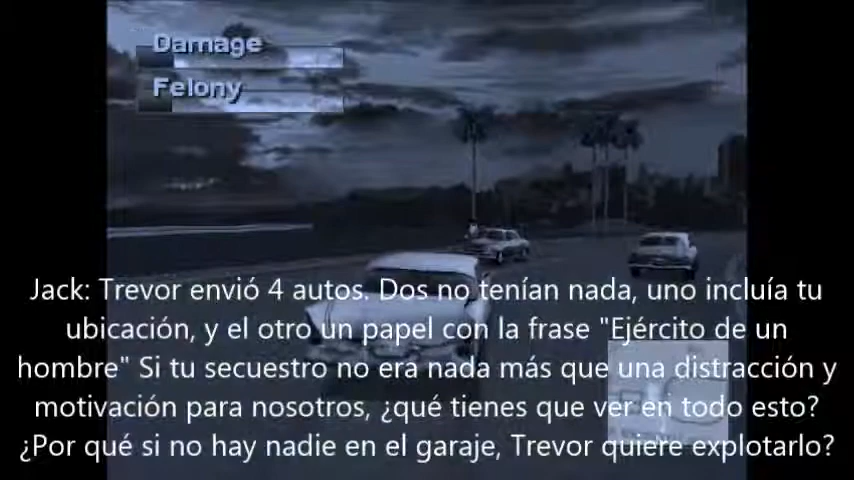 Damage
Felony
Jack: Trevor envió 4 autos. Dos no tenían nada, uno incluía tu
ubicación, y el otro un papel con la frase "Ejército de un
hombre" Si tu secuestro no era nada más que una distracción y
motivación para nosotros, ¿qué tienes que ver en todo esto?
¿Por qué si no hay nadie en el garaje, Trevor quiere explotarlo?